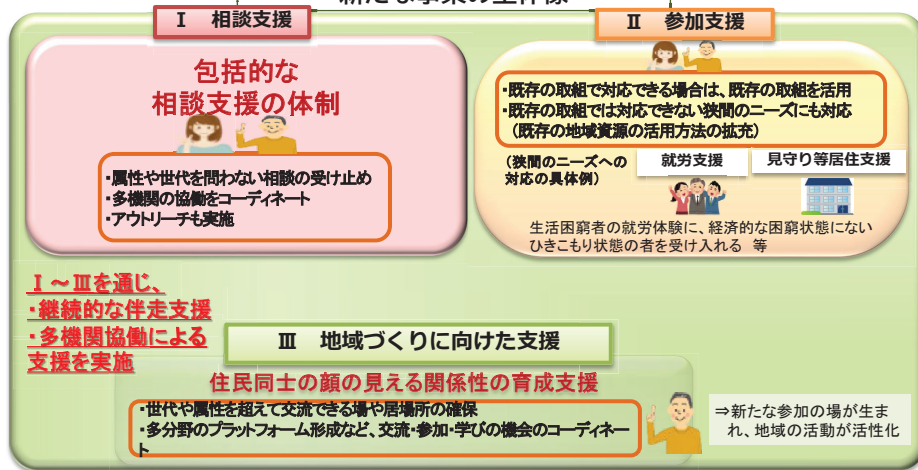 新たな事業の全体像
Ⅰ　相談支援
包括的な
相談支援の体制
・属性や世代を問わない相談の受け止め
・多機関の協働をコーディネート
・アウトリーチも実施
Ⅱ　参加支援
・既存の取組で対応できる場合は、既存の取組を活用
・既存の取組では対応できない狭間のニーズにも対応
（既存の地域資源の活用方法の拡充）
（狭間のニーズへの
対応の具体例）
就労支援
見守り等居住支援
生活困窮者の就労体験に、経済的な困窮状態にない
ひきこもり状態の者を受け入れる　等
Ⅰ～Ⅲを通じ、
・継続的な伴走支援
・多機関協働による
支援を実施
Ⅲ　地域づくりに向けた支援
住民同士の顔の見える関係性の育成支援
・世代や属性を超えて交流できる場や居場所の確保
・多分野のプラットフォーム形成など、交流・参加・学びの機会のコーディネー
ト
⇒新たな参加の場が生ま
れ、地域の活動が活性化